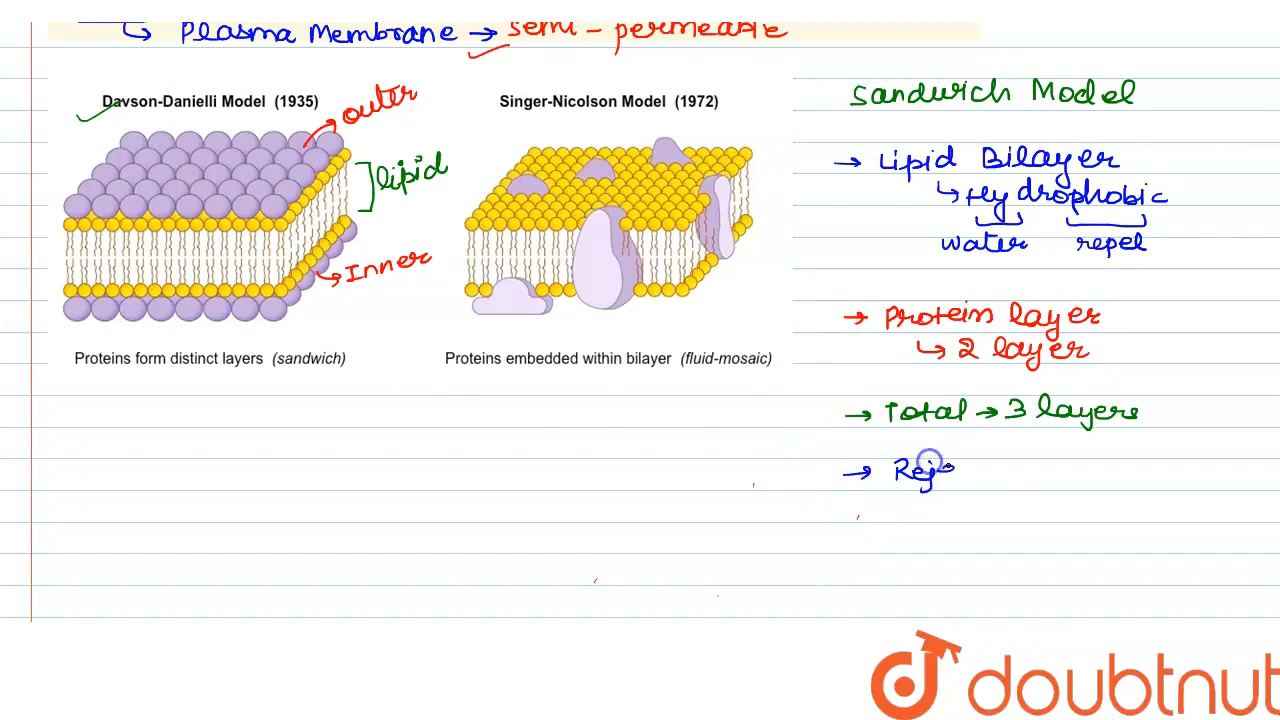 ↳ Plasma Membrane → Semi - permeable
Davson-Danielli Model (1935)
outer
lipid
Inner
Proteins form distinct layers (sandwich)
Singer-Nicolson Model (1972)
Proteins embedded within bilayer (fluid-mosaic)
Sandwich Model
→ Lipid Bilayer
↳ Hydrophobic
water repel
→ Protein layer
↳ 2 layer
→ Total → 3 layers
→ Rej
doubtnut